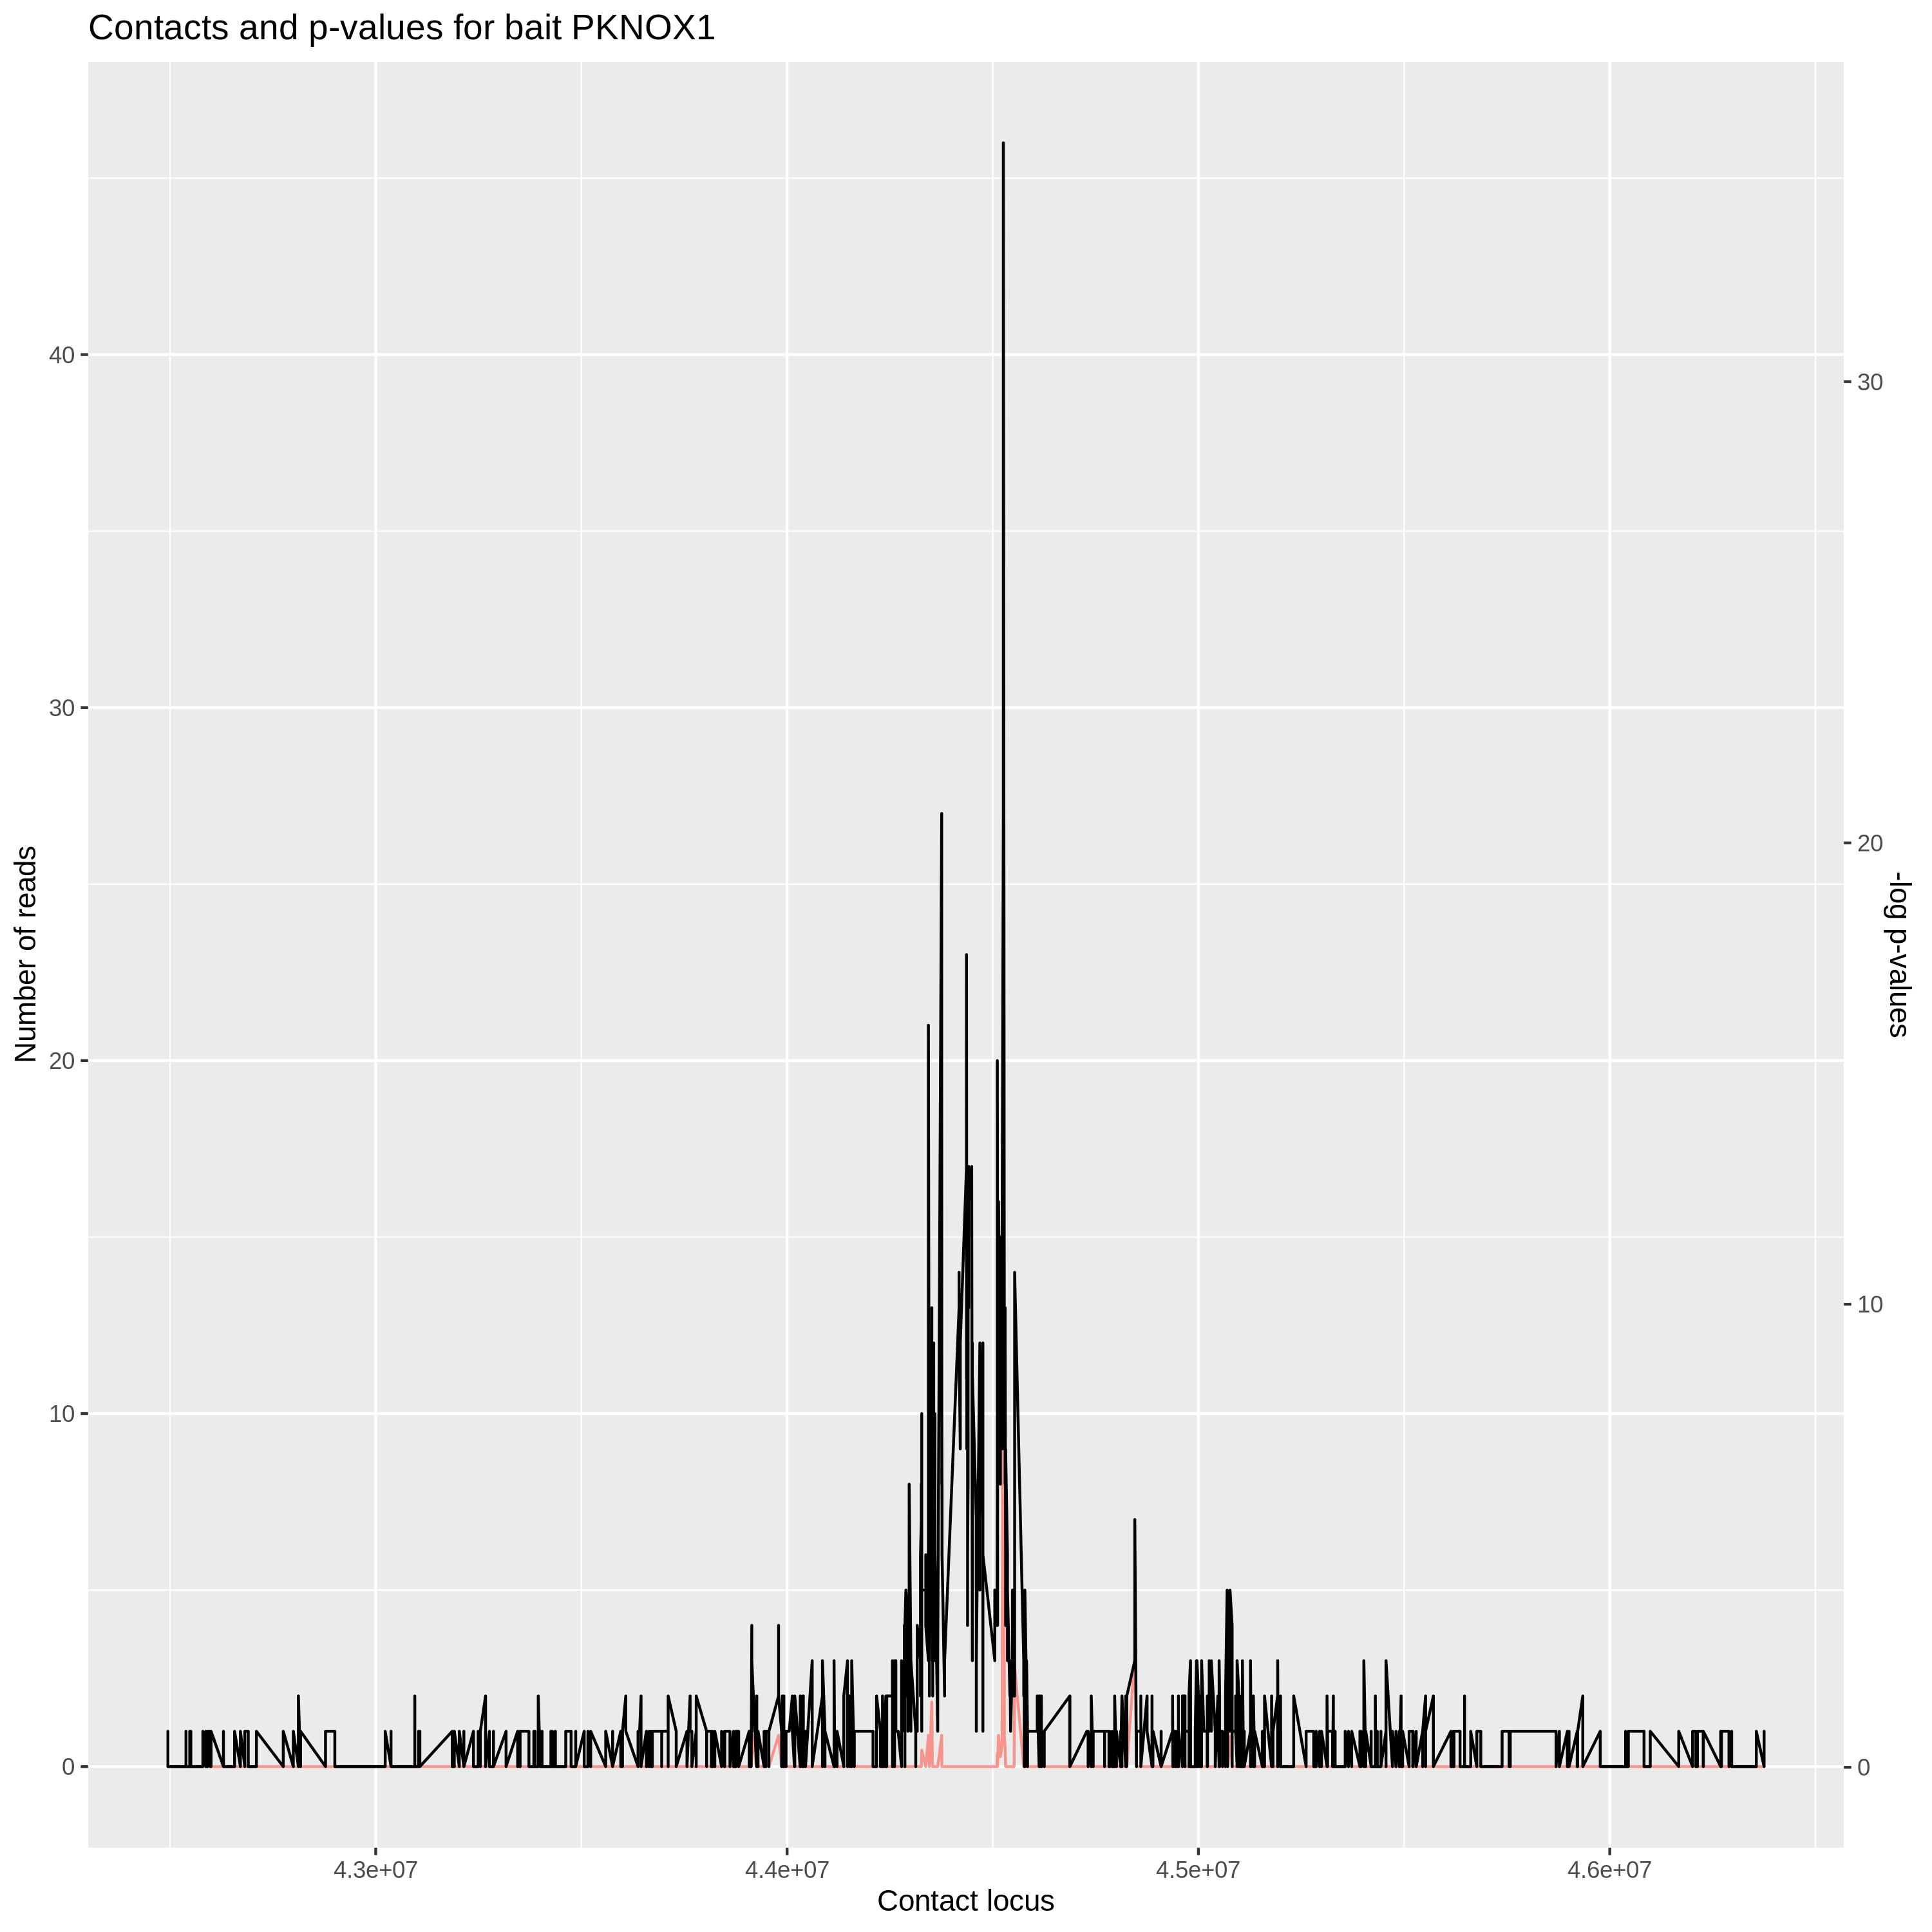 Contacts and p-values for bait PKNOX1
Number of reads
40
30
20
10
0
30
20
10
0
-log p-values
4.3e+07
4.4e+07
4.5e+07
4.6e+07
Contact locus